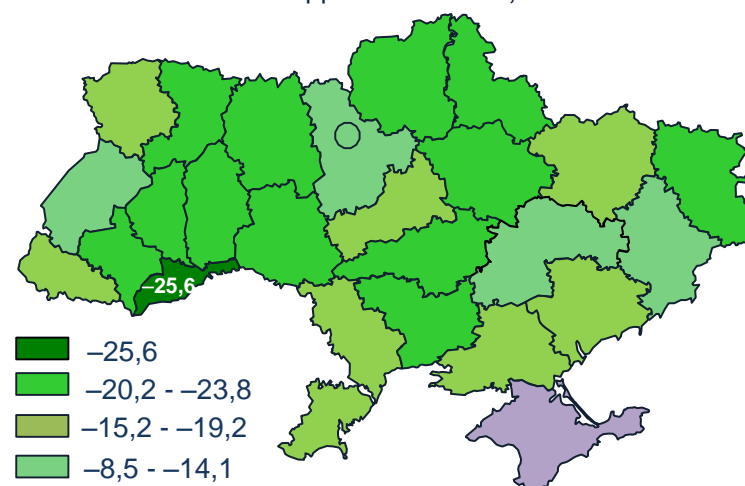 –25,6
–25,6
–20,2 - –23,8
–15,2 - –19,2
–8,5 - –14,1